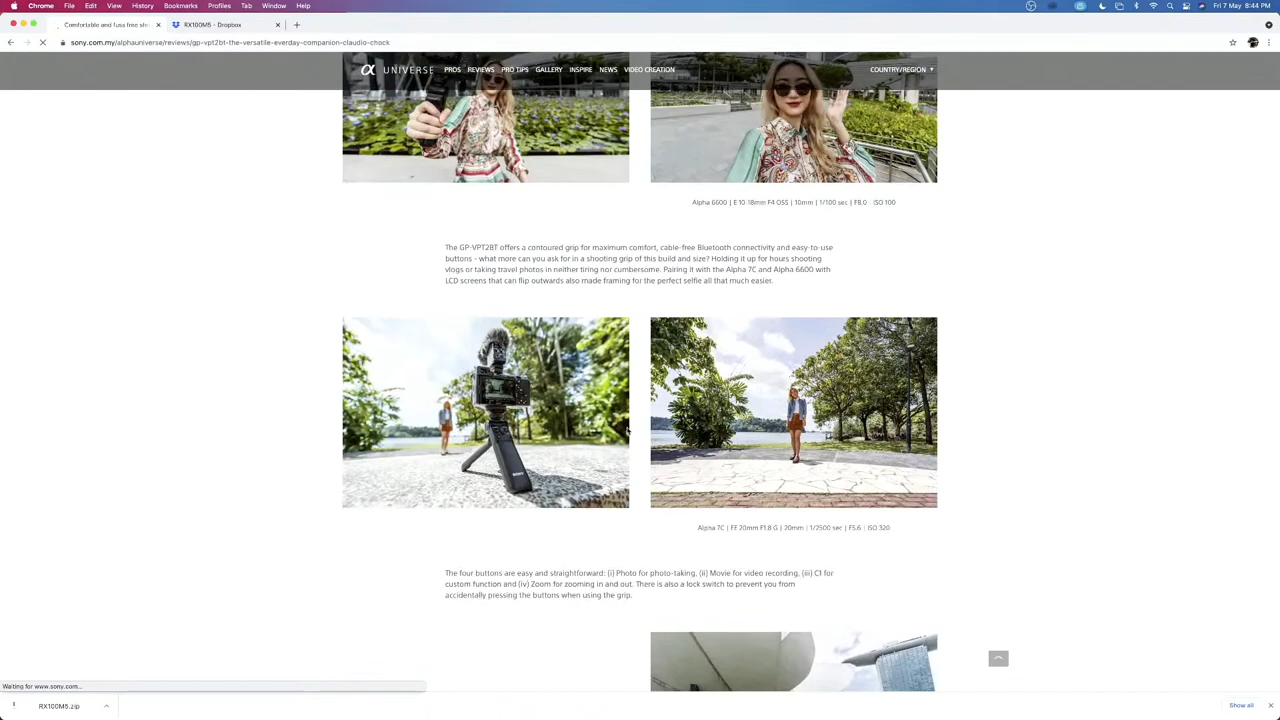 Chrome File Edit View History Bookmarks Profiles Tab Window Help
Fri 7 May 8:44 PM
Comfortable and fuss free sho
RX100M5 - Dropbox
sony.com.my/alphauniverse/reviews/gp-vpt2bt-the-versatile-everday-companion-claudio-chock
α UNIVERSE PROS REVIEWS PRO TIPS GALLERY INSPIRE NEWS VIDEO CREATION COUNTRY/REGION
Alpha 6600 | E 10-18mm F4 OSS | 10mm | 1/100 sec | F8.0 | ISO 100
The GP-VPT2BT offers a contoured grip for maximum comfort, cable-free Bluetooth connectivity and easy-to-use
buttons - what more can you ask for in a shooting grip of this build and size? Holding it up for hours shooting
vlogs or taking travel photos in neither tiring nor cumbersome. Pairing it with the Alpha 7C and Alpha 6600 with
LCD screens that can flip outwards also made framing for the perfect selfie all that much easier.
Alpha 7C | FE 20mm F1.8 G | 20mm | 1/2500 sec | F5.6 | ISO 320
The four buttons are easy and straightforward: (i) Photo for photo-taking, (ii) Movie for video recording, (iii) C1 for
custom function and (iv) Zoom for zooming in and out. There is also a lock switch to prevent you from
accidentally pressing the buttons when using the grip.
Waiting for www.sony.com...
RX100M5.zip
Show all